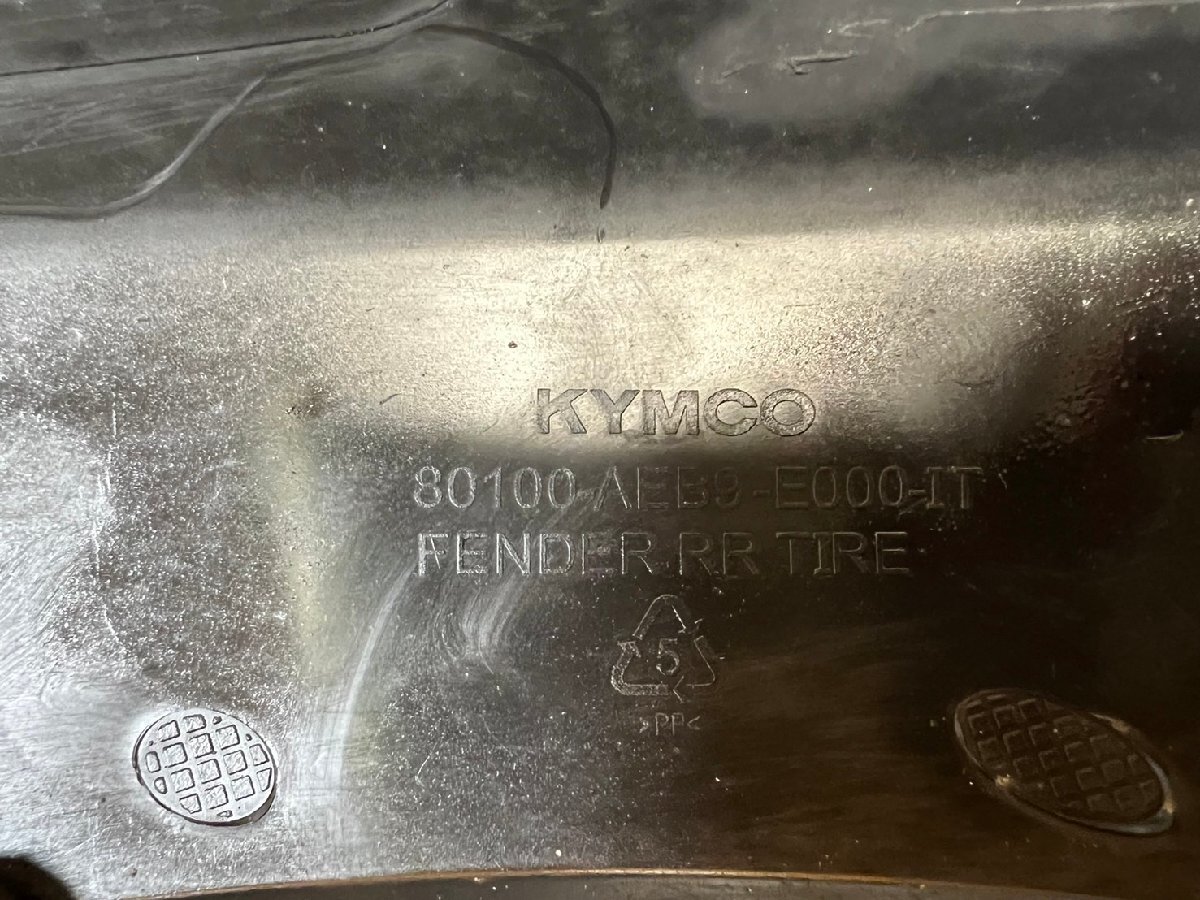 KYMCO
80100-AEB9-E000-IT
FENDER-RR TIRE
5
>PP<